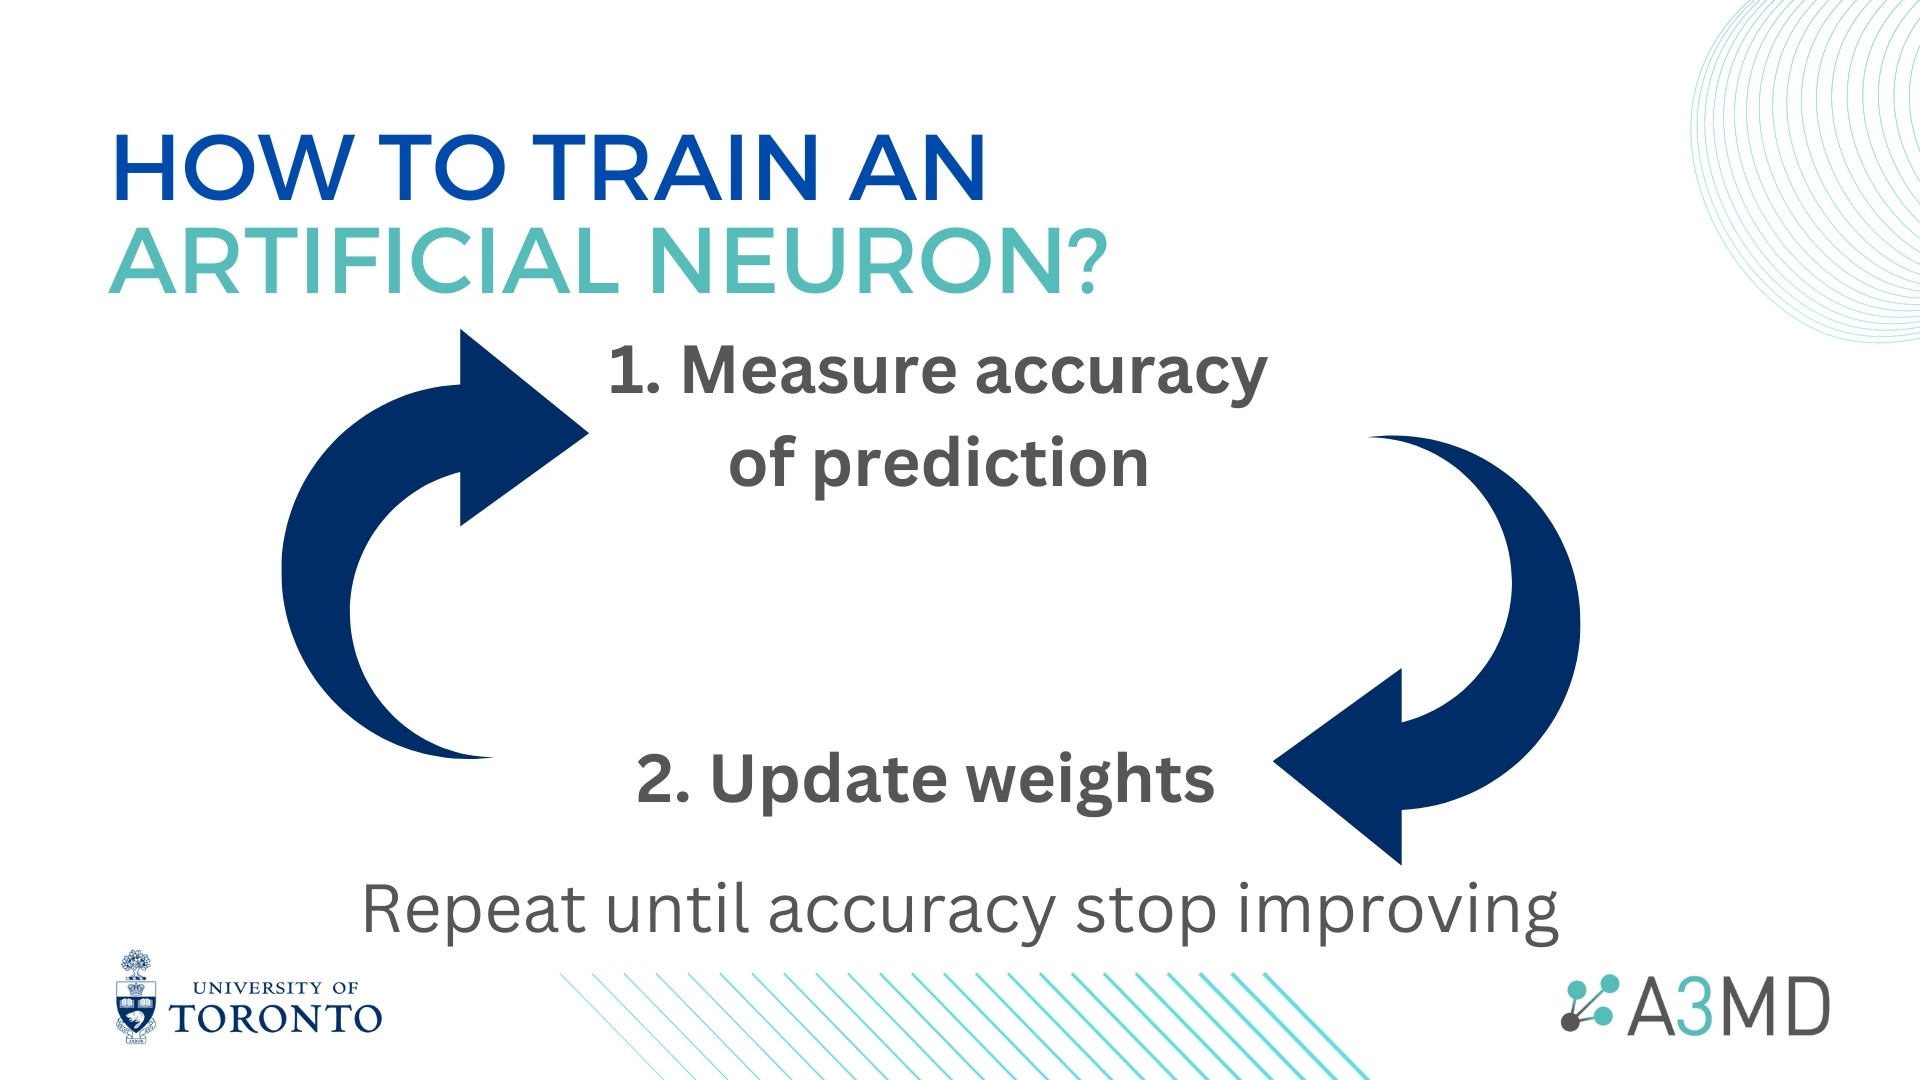 HOW TO TRAIN AN
ARTIFICIAL NEURON?
1. Measure accuracy
of prediction
2. Update weights
Repeat until accuracy stop improving
UNIVERSITY OF
TORONTO
A3MD